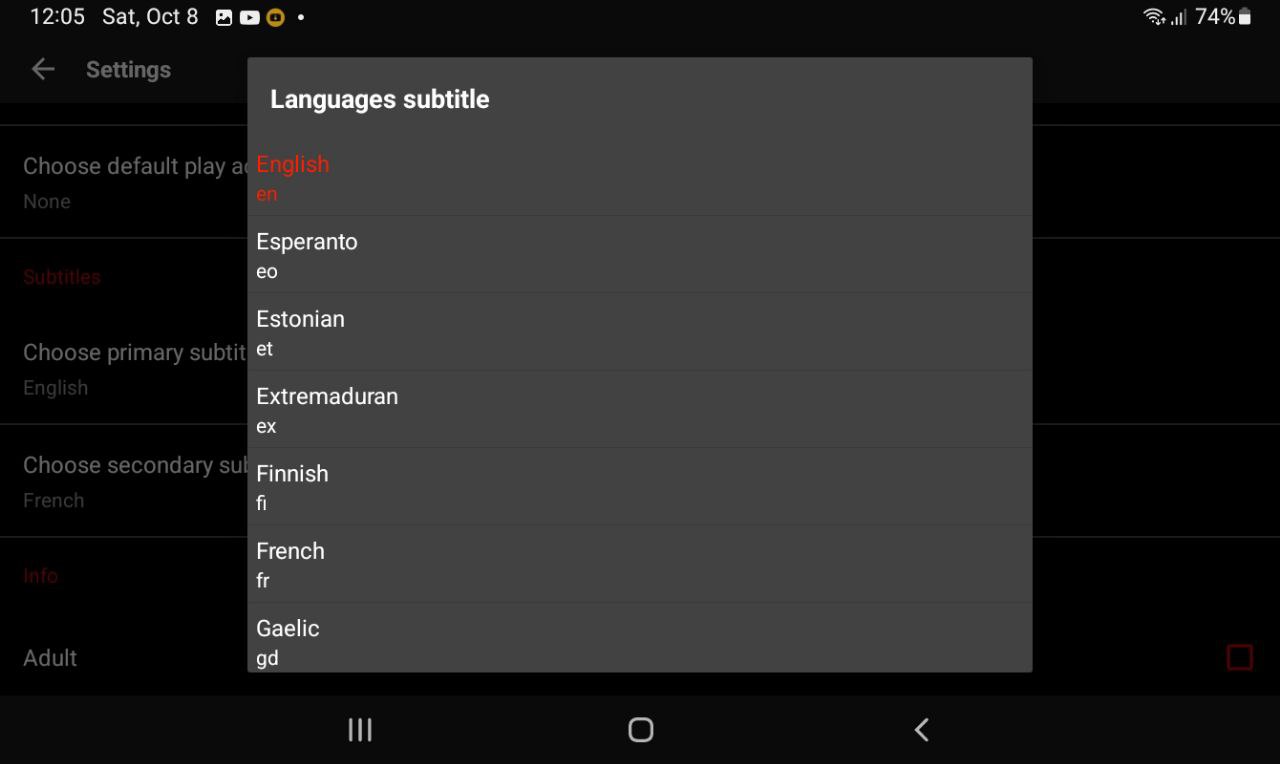 12:05 Sat, Oct 8 74%
Settings
Languages subtitle
Choose default play a
None
English
en
Esperanto
eo
Subtitles
Estonian
et
Choose primary subtit
English
Extremaduran
ex
Choose secondary sub
French
Finnish
fi
French
fr
Info
Gaelic
gd
Adult